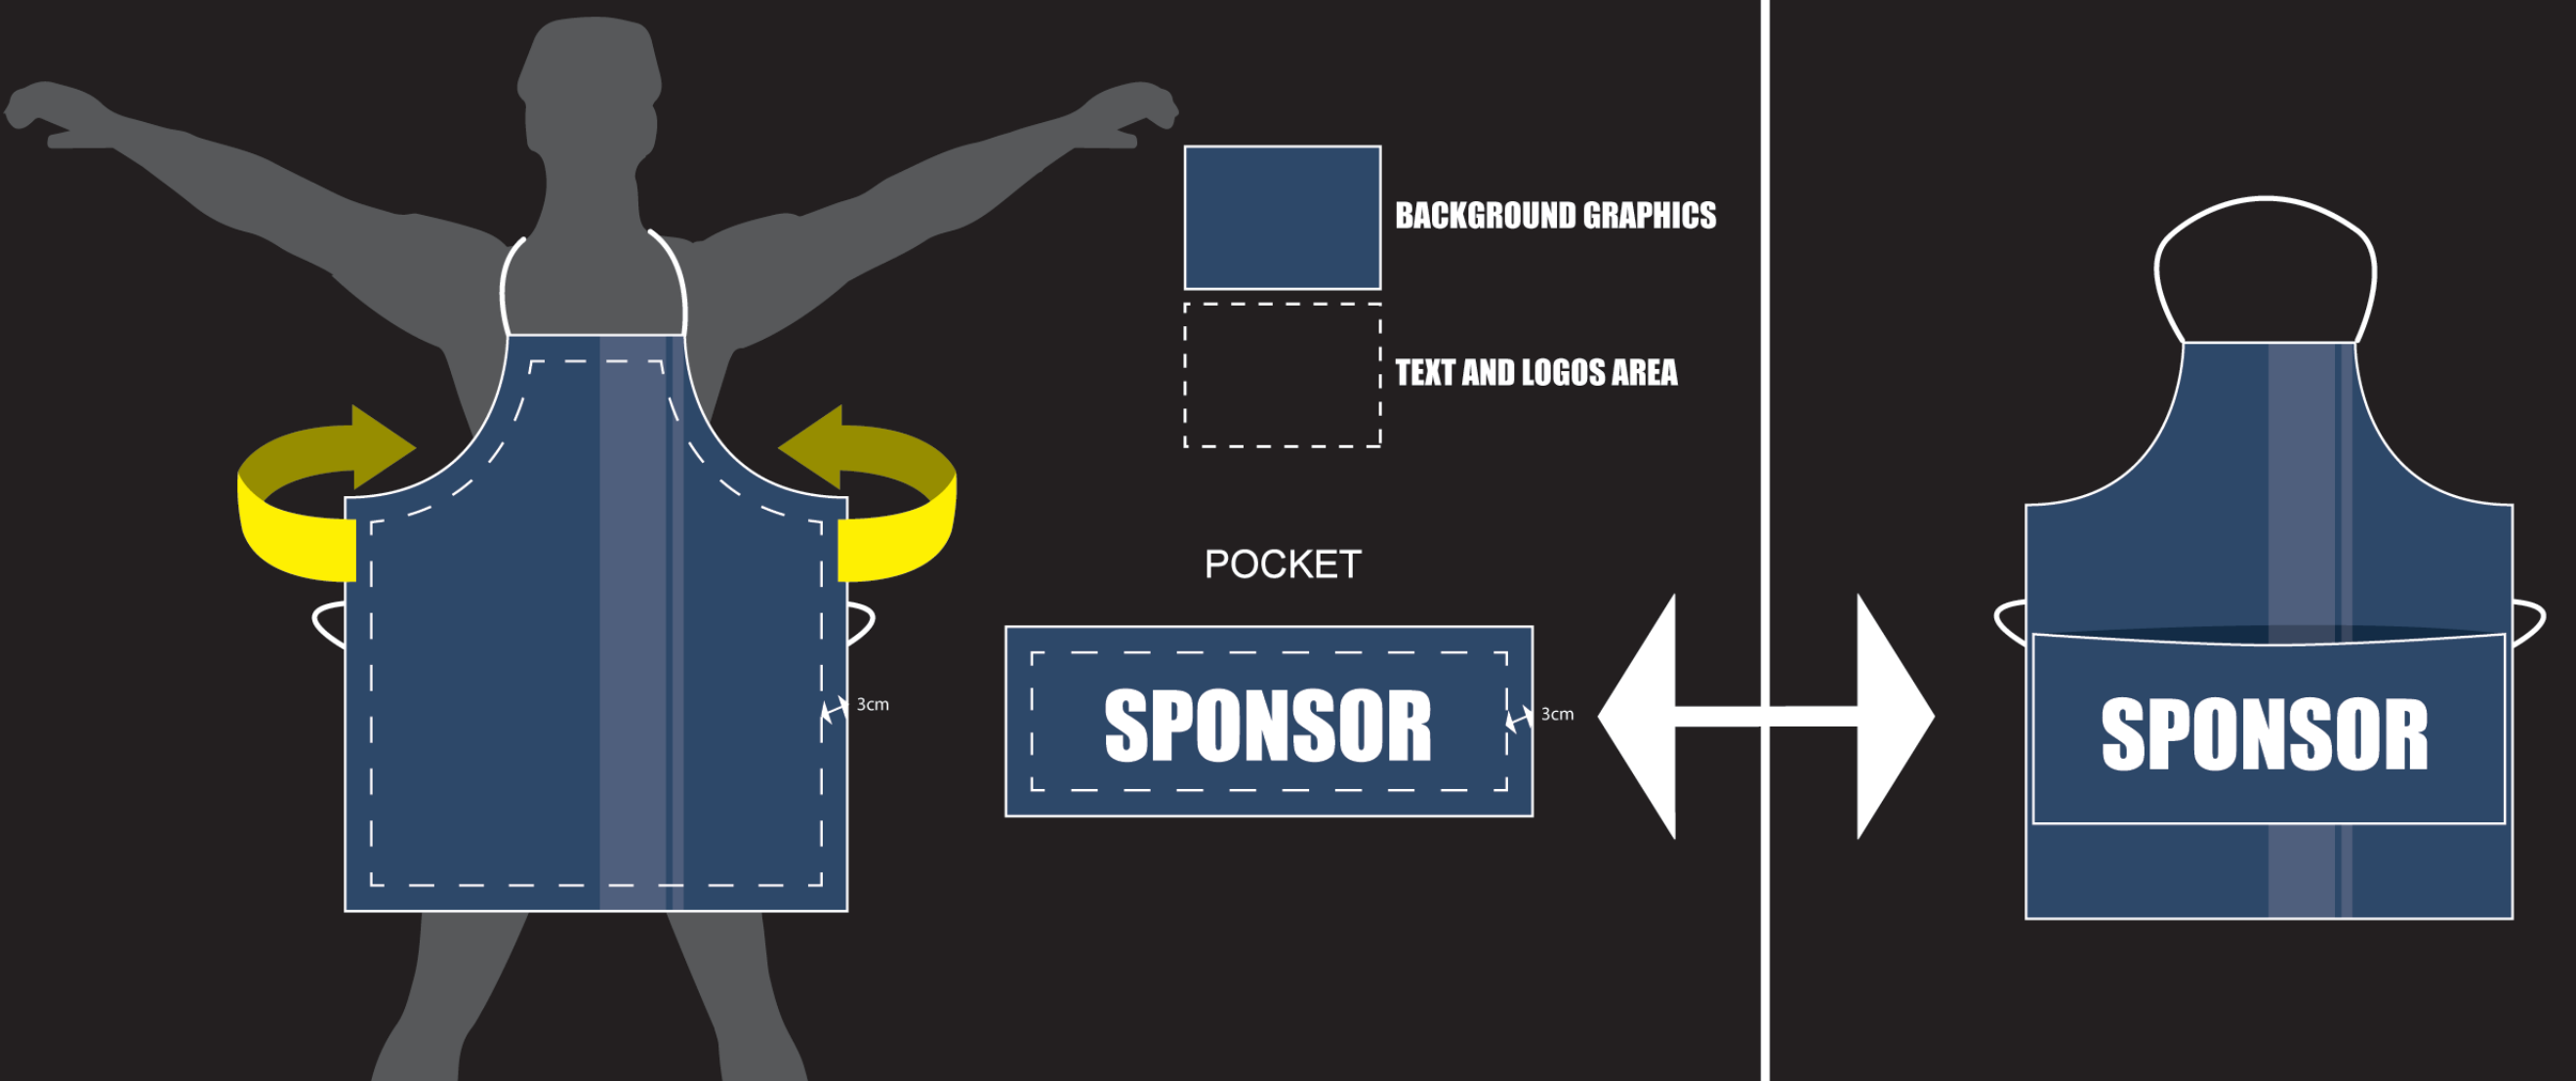 BACKGROUND GRAPHICS
TEXT AND LOGOS AREA
POCKET
SPONSOR
3cm
3cm
SPONSOR